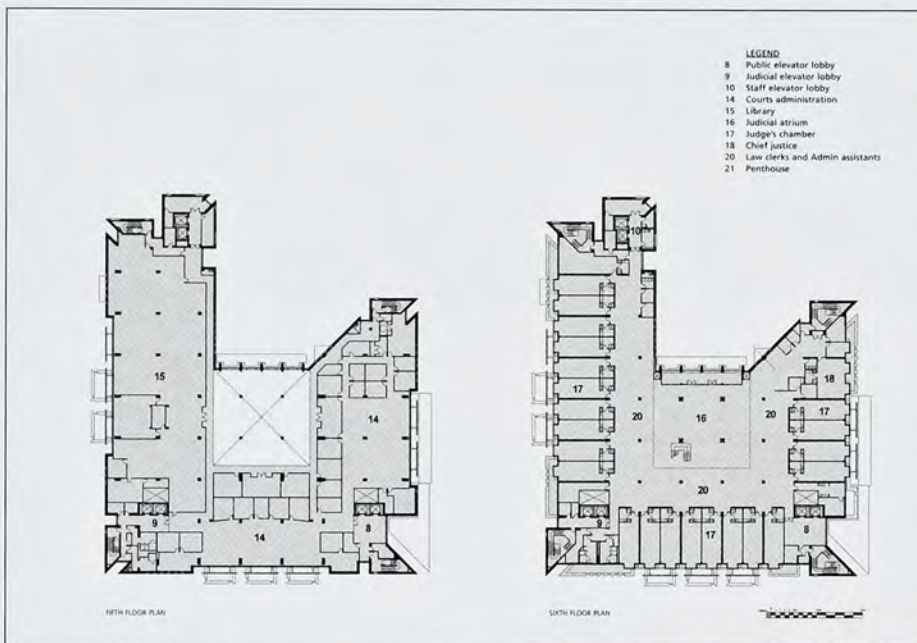 LEGEND
8 Public elevator lobby
9 Judicial elevator lobby
10 Staff elevator lobby
14 Courts administration
15 Library
16 Judicial atrium
17 Judge's chamber
18 Chief justice
20 Law clerks and Admin assistants
21 Penthouse
15
14
9
14
8
FIFTH FLOOR PLAN
10
18
17
20
16
20
17
20
9
17
8
SIXTH FLOOR PLAN